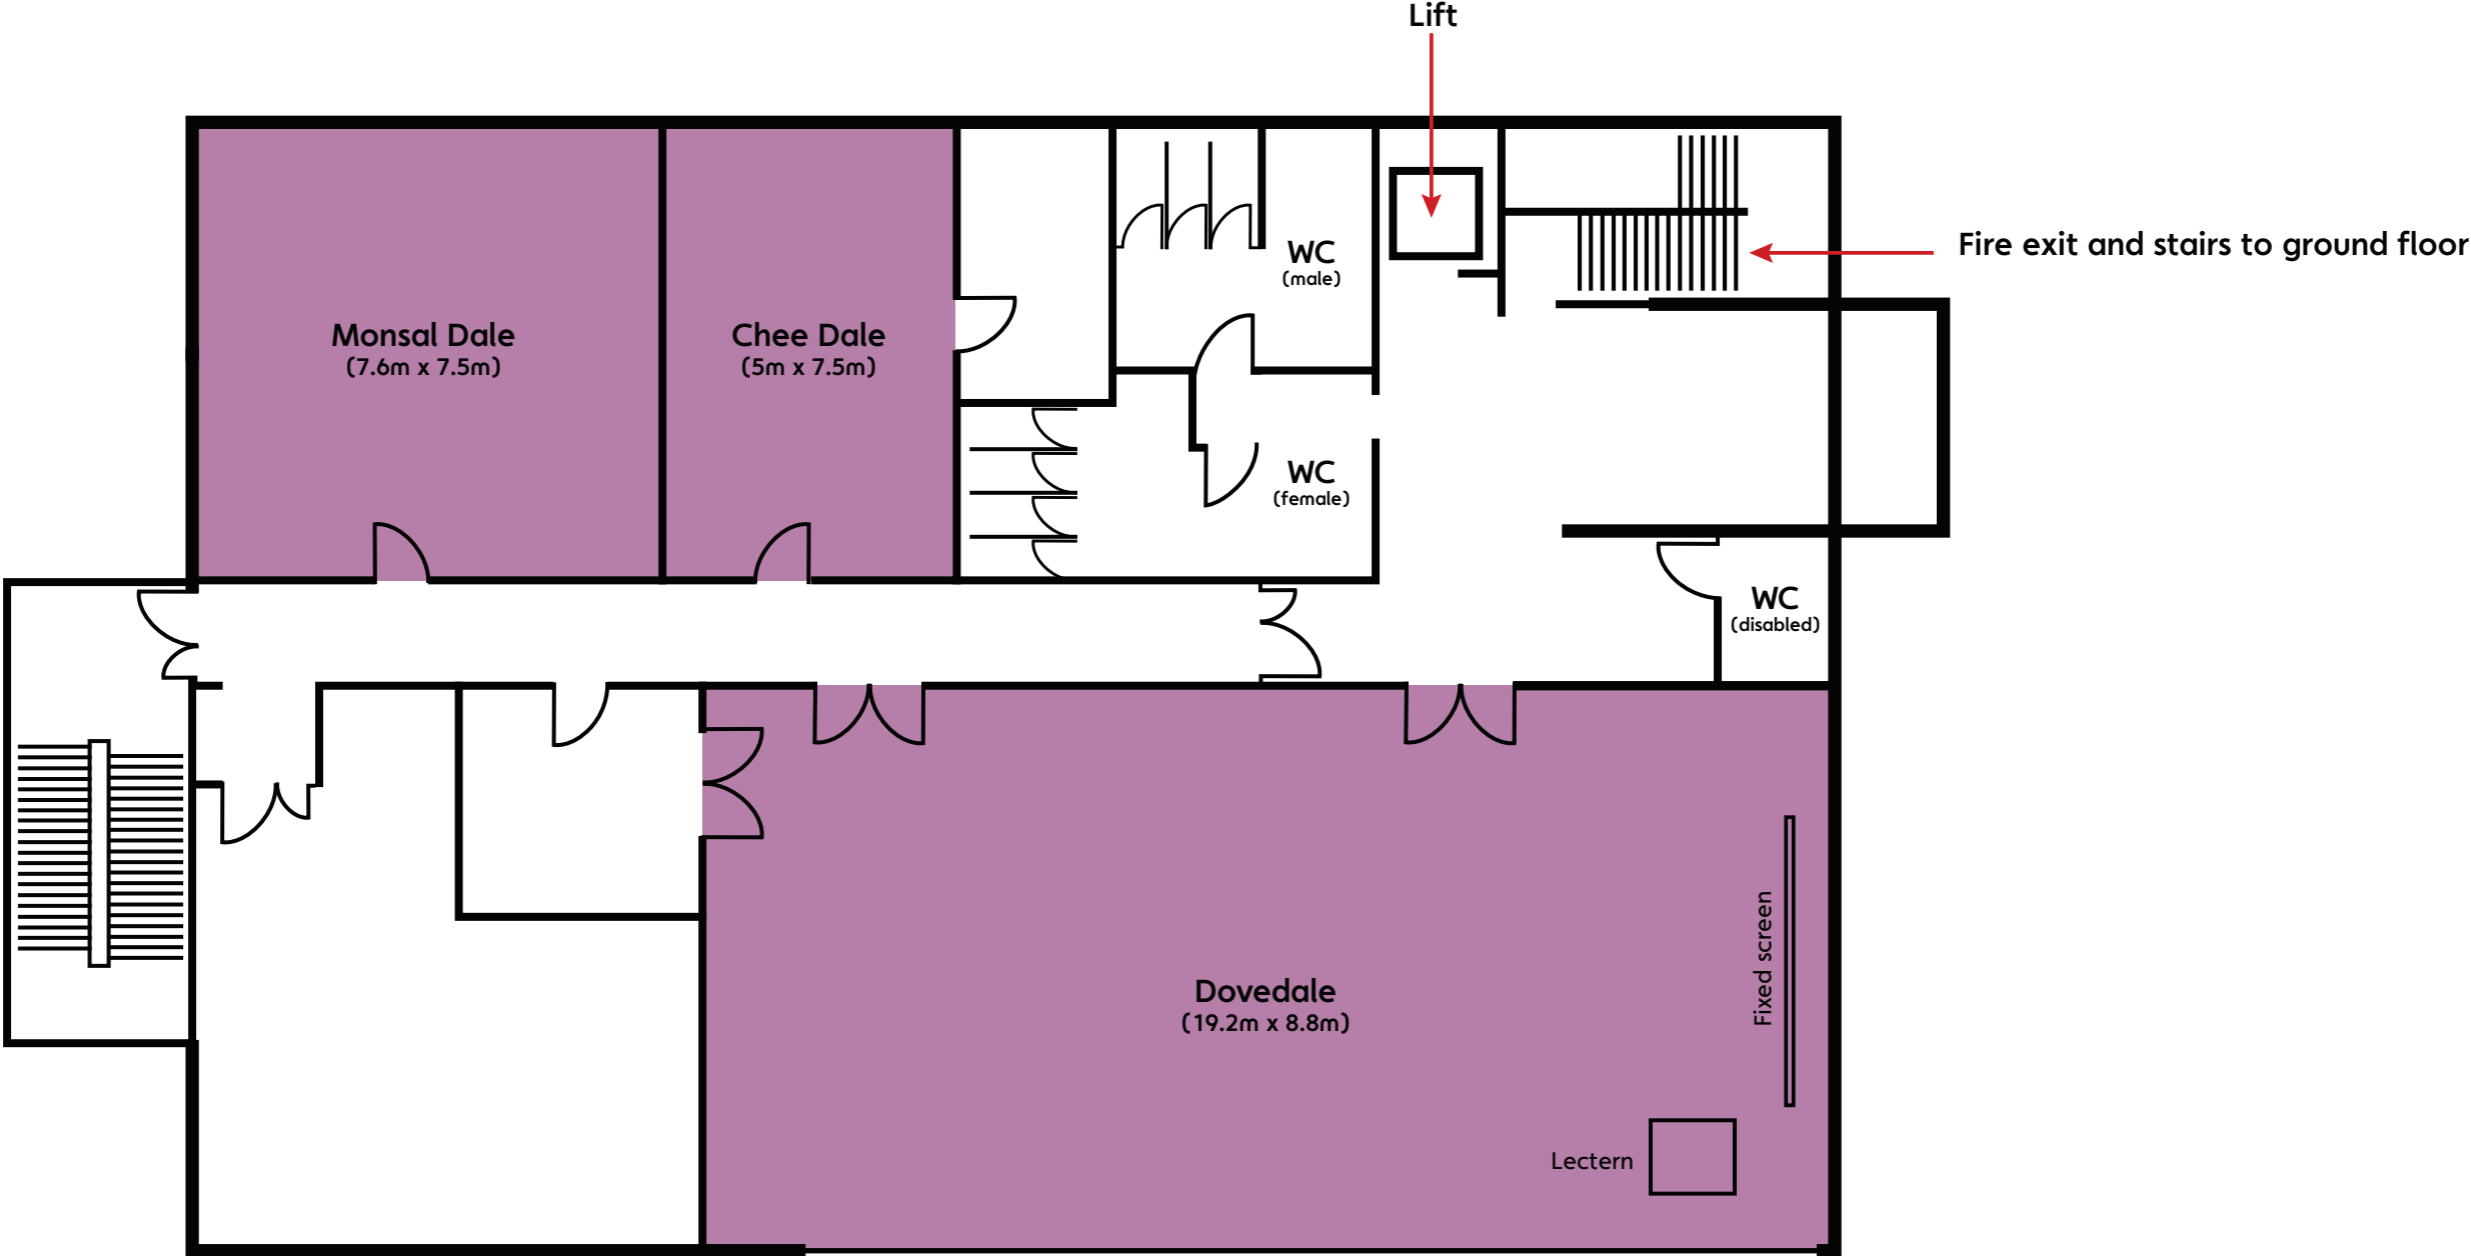 Lift
Fire exit and stairs to ground floor
WC
(male)
Monsal Dale
(7.6m x 7.5m)
Chee Dale
(5m x 7.5m)
WC
(female)
WC
(disabled)
Fixed screen
Dovedale
(19.2m x 8.8m)
Lectern